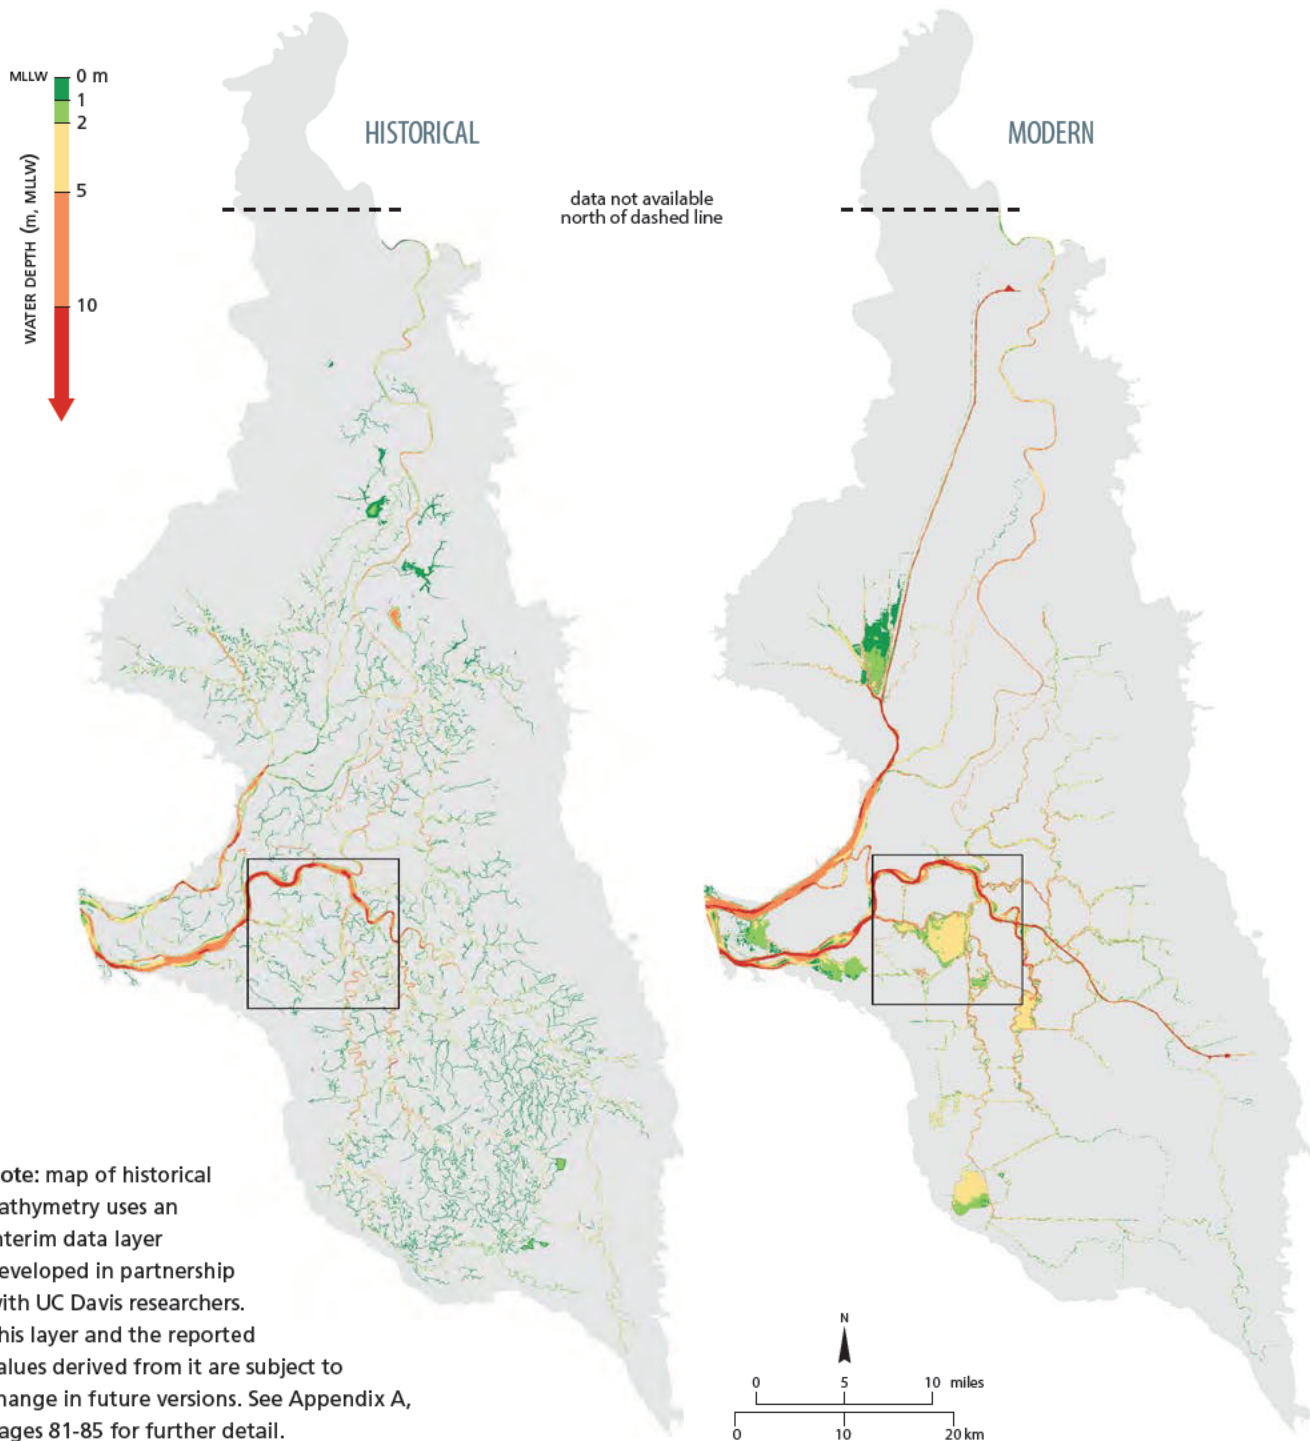 MLLW
0 m
1
2
5
10
WATER DEPTH (m, MLLW)
HISTORICAL
MODERN
data not available
north of dashed line
ote: map of historical
athymetry uses an
nterim data layer
eveloped in partnership
with UC Davis researchers.
his layer and the reported
alues derived from it are subject to
hange in future versions. See Appendix A,
ages 81-85 for further detail.
N
0 5 10 miles
0 10 20 km